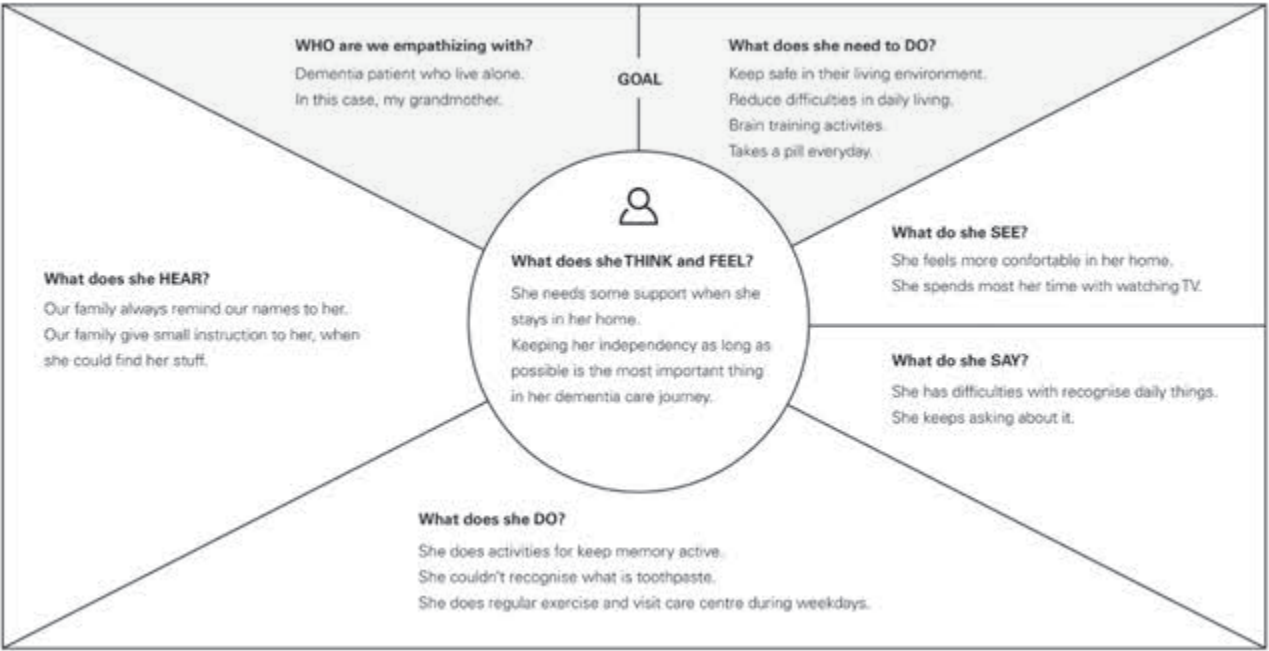 WHO are we empathizing with?
Dementia patient who live alone.
In this case, my grandmother.
GOAL
What does she need to DO?
Keep safe in their living environment.
Reduce difficulties in daily living.
Brain training activites.
Takes a pill everyday.
What do she SEE?
She feels more confortable in her home.
She spends most her time with watching TV.
What do she SAY?
She has difficulties with recognise daily things.
She keeps asking about it.
What does she DO?
She does activities for keep memory active.
She couldn't recognise what is toothpaste.
She does regular exercise and visit care centre during weekdays.
What does she HEAR?
Our family always remind our names to her.
Our family give small instruction to her, when
she could find her stuff.
What does she THINK and FEEL?
She needs some support when she
stays in her home.
Keeping her independency as long as
possible is the most important thing
in her dementia care journey.